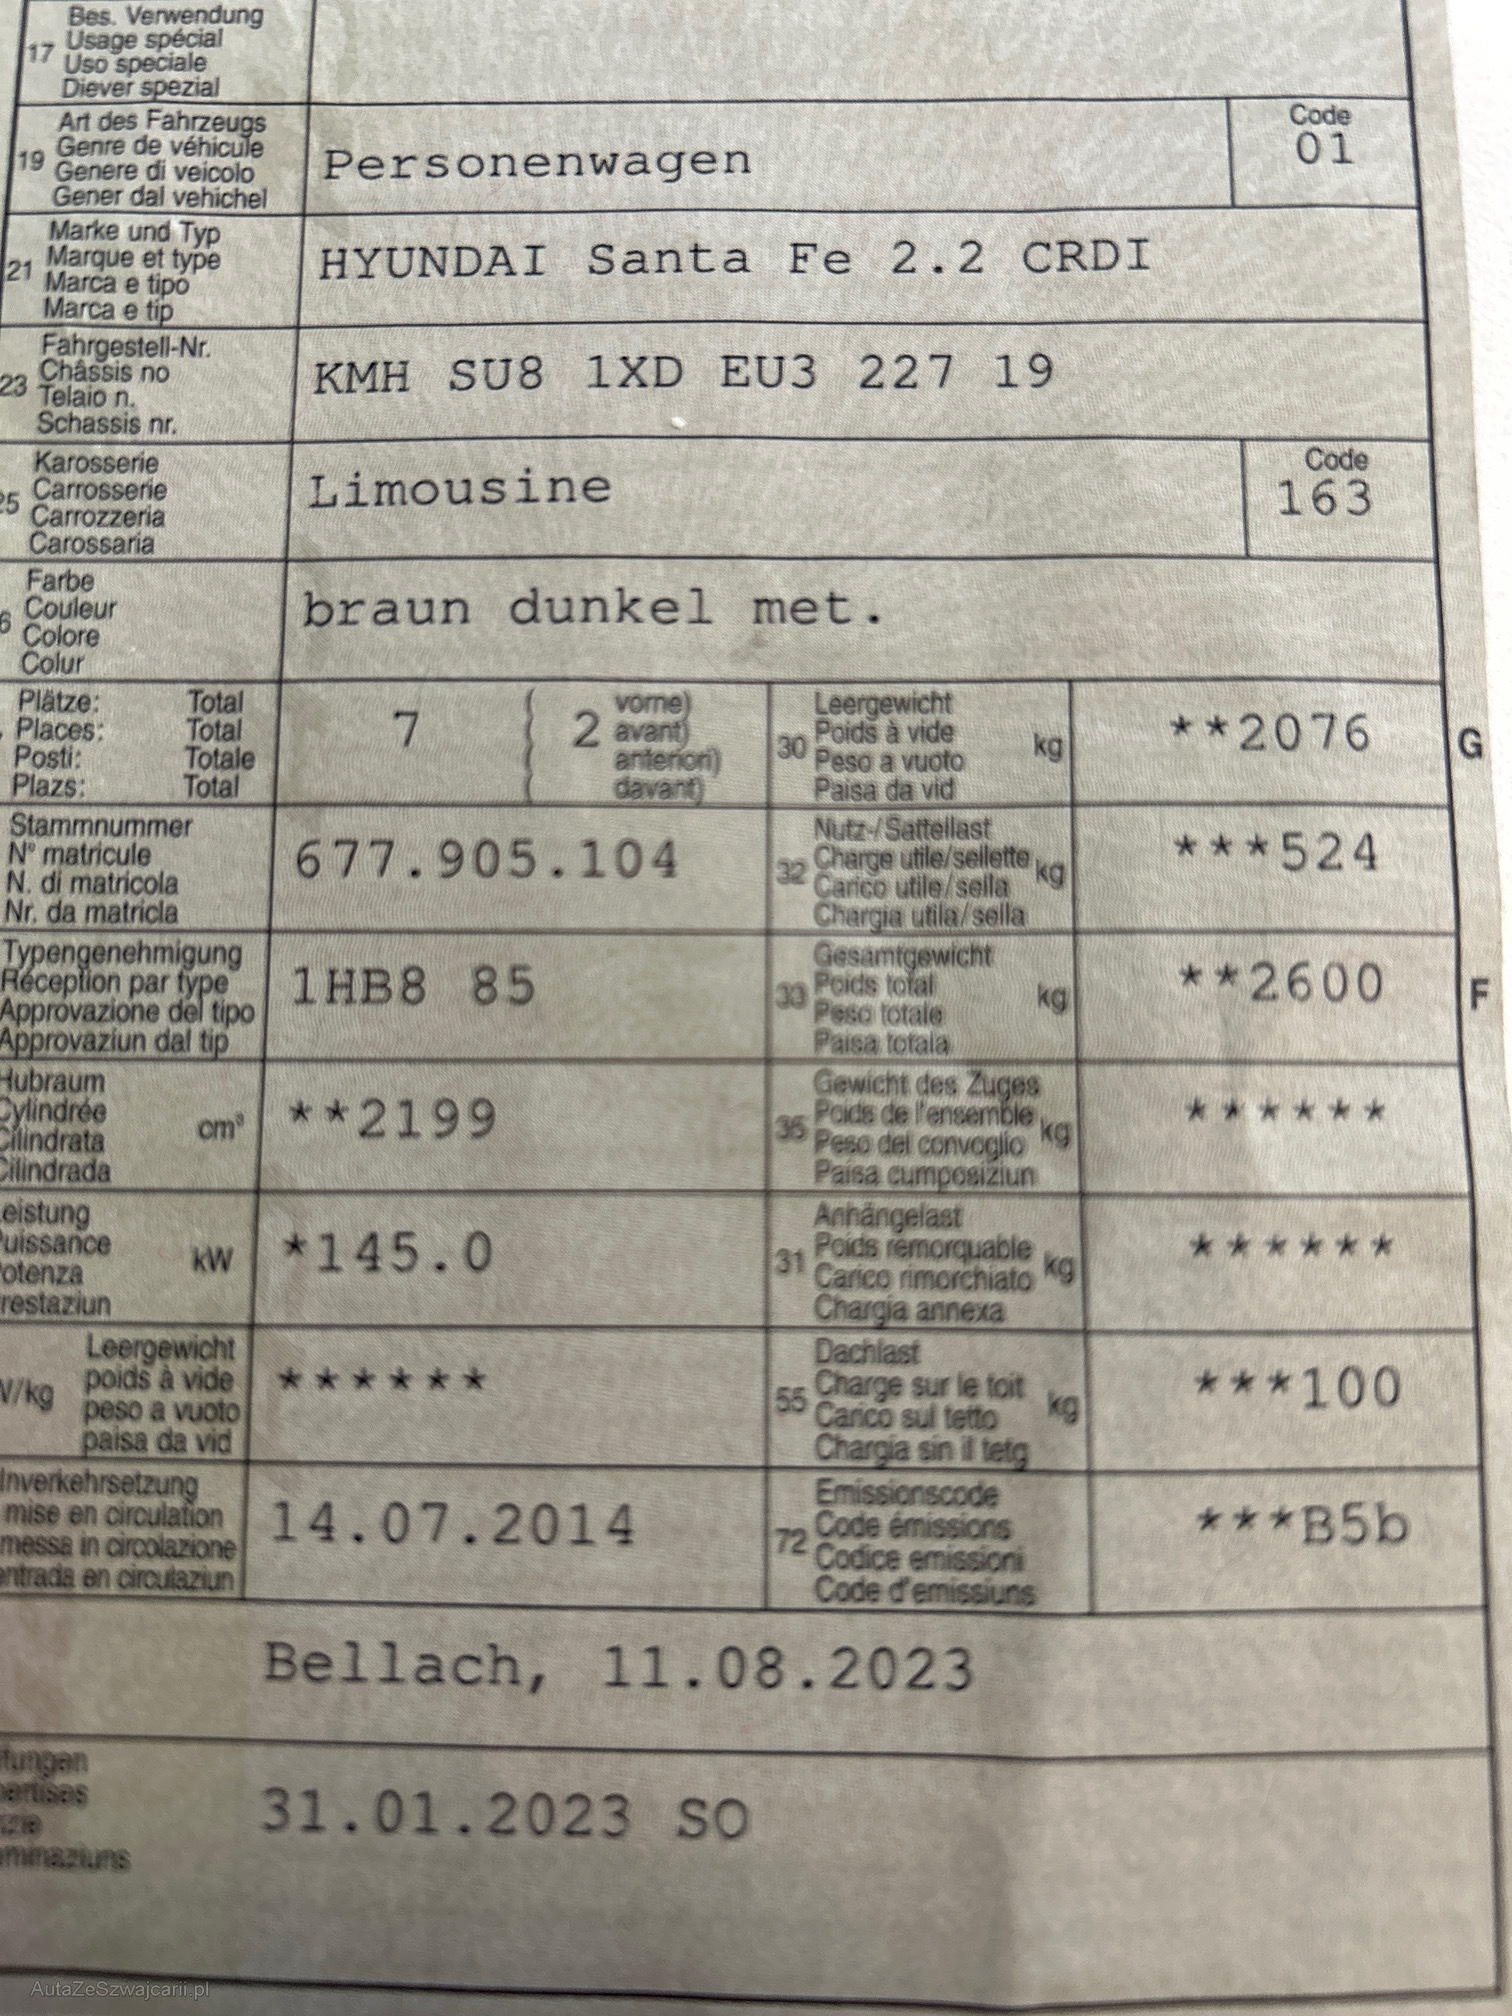 Bes. Verwendung
17 Usage spécial
Uso speciale
Diever spezial
Art des Fahrzeugs
19 Genre de véhicule
Genere di veicolo
Gener dal vehichel
Personenwagen
Code
01
Marke und Typ
21 Marque et type
Marca e tipo
Marca e tip
HYUNDAI Santa Fe 2.2 CRDI
Fahrgestell-Nr.
23 Châssis no
Telaio n.
Schassis nr.
KMH SU8 1XD EU3 227 19
Karosserie
25 Carrosserie
Carrozzeria
Carossaria
Limousine
Code
163
Farbe
6 Couleur
Colore
Colur
braun dunkel met.
Plätze: Total
Places: Total
Posti: Totale
Plazs: Total
7 { 2 vorne)
avant)
anteriori)
{ davant)
Leergewicht
30 Poids à vide kg
Peso a vuoto
Paisa da vid
**2076
G
Stammnummer
N° matricule
N. di matricola
Nr. da matricla
677.905.104
Nutz-/Sattellast
32 Charge utile/sellette kg
Carico utile/sella
Chargia utila/sella
***524
Typengenehmigung
Réception par type
Approvazione del tipo
Approvaziun dal tip
1HB8 85
Gesamtgewicht
33 Poids total kg
Peso totale
Paisa totala
**2600
F
Hubraum
Cylindrée cm³
Cilindrata
Cilindrada
**2199
Gewicht des Zuges
35 Poids de l'ensemble kg
Peso del convoglio
Paisa cumposiziun
******
eistung
uissance kW
otenza
restaziun
*145.0
Anhängelast
31 Poids remorquable kg
Carico rimorchiato
Chargia annexa
******
Leergewicht
/kg poids à vide
peso a vuoto
paisa da vid
******
Dachlast
55 Charge sur le toit kg
Carico sul tetto
Chargia sin il tetg
***100
Inverkehrsetzung
mise en circulation
messa in circolazione
entrada en circulaziun
14.07.2014
Emissionscode
72 Code émissions
Codice emissioni
Code d'emissiuns
***B5b
Bellach, 11.08.2023
fungen
pertises
minaziuns
31.01.2023 SO
AutaZeSzwajcarii.pl